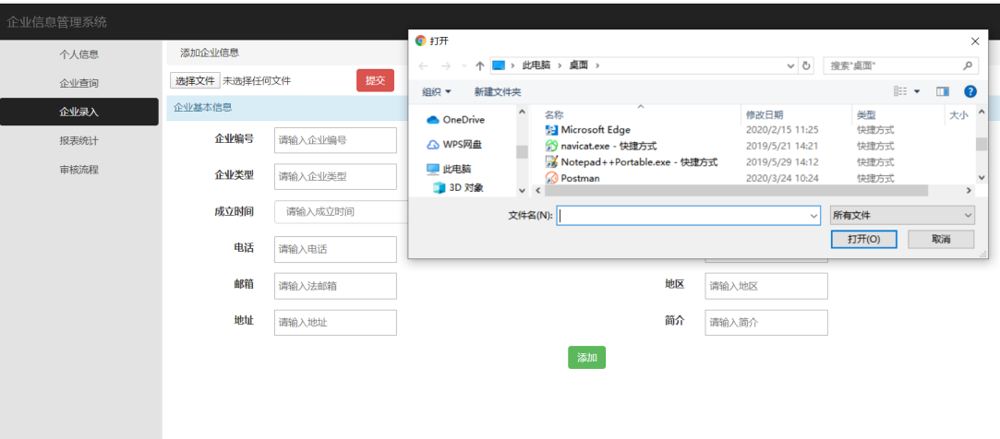 企业信息管理系统
个人信息
企业查询
企业录入
报表统计
审核流程
添加企业信息
选择文件 未选择任何文件 提交
企业基本信息
企业编号 请输入企业编号
企业类型 请输入企业类型
成立时间 请输入成立时间
电话 请输入电话
邮箱 请输入法邮箱 地区 请输入地区
地址 请输入地址 简介 请输入简介
添加
打开
此电脑 › 桌面 ›
搜索"桌面"
组织 新建文件夹
OneDrive
WPS网盘
此电脑
3D 对象
名称 修改日期 类型 大小
Microsoft Edge 2020/2/15 11:25 快捷方式
navicat.exe - 快捷方式 2019/5/21 14:21 快捷方式
Notepad++Portable.exe - 快捷方式 2019/5/29 14:12 快捷方式
Postman 2020/3/24 10:24 快捷方式
文件名(N): 所有文件
打开(O) 取消